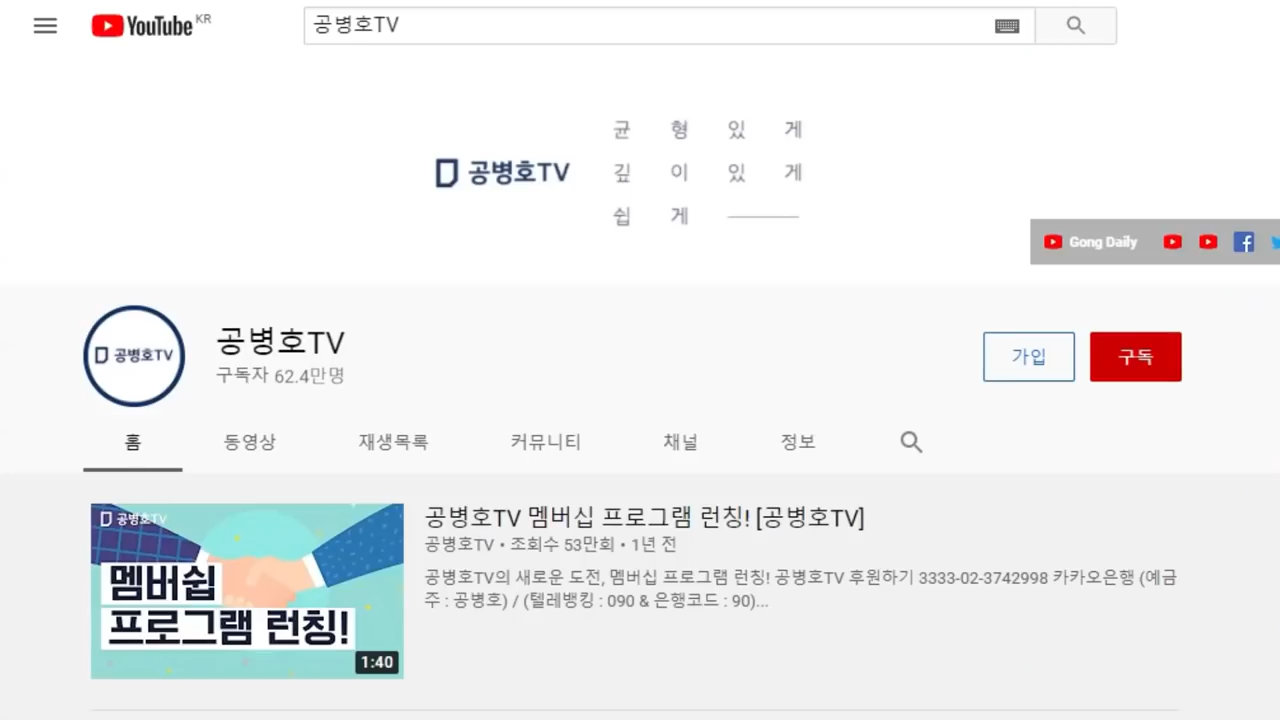 YouTube KR
공병호TV
균 형 있 게
공병호TV
깊 이 있 게
쉽 게
Gong Daily
공병호TV
공병호TV
구독자 62.4만명
가입
구독
홈
동영상
재생목록
커뮤니티
채널
정보
공병호TV
멤버쉽
프로그램 런칭!
1:40
공병호TV 멤버십 프로그램 런칭! [공병호TV]
공병호TV • 조회수 53만회 • 1년 전
공병호TV의 새로운 도전, 멤버십 프로그램 런칭! 공병호TV 후원하기 3333-02-3742998 카카오은행 (예금
주 : 공병호) / (텔레뱅킹 : 090 & 은행코드 : 90)...